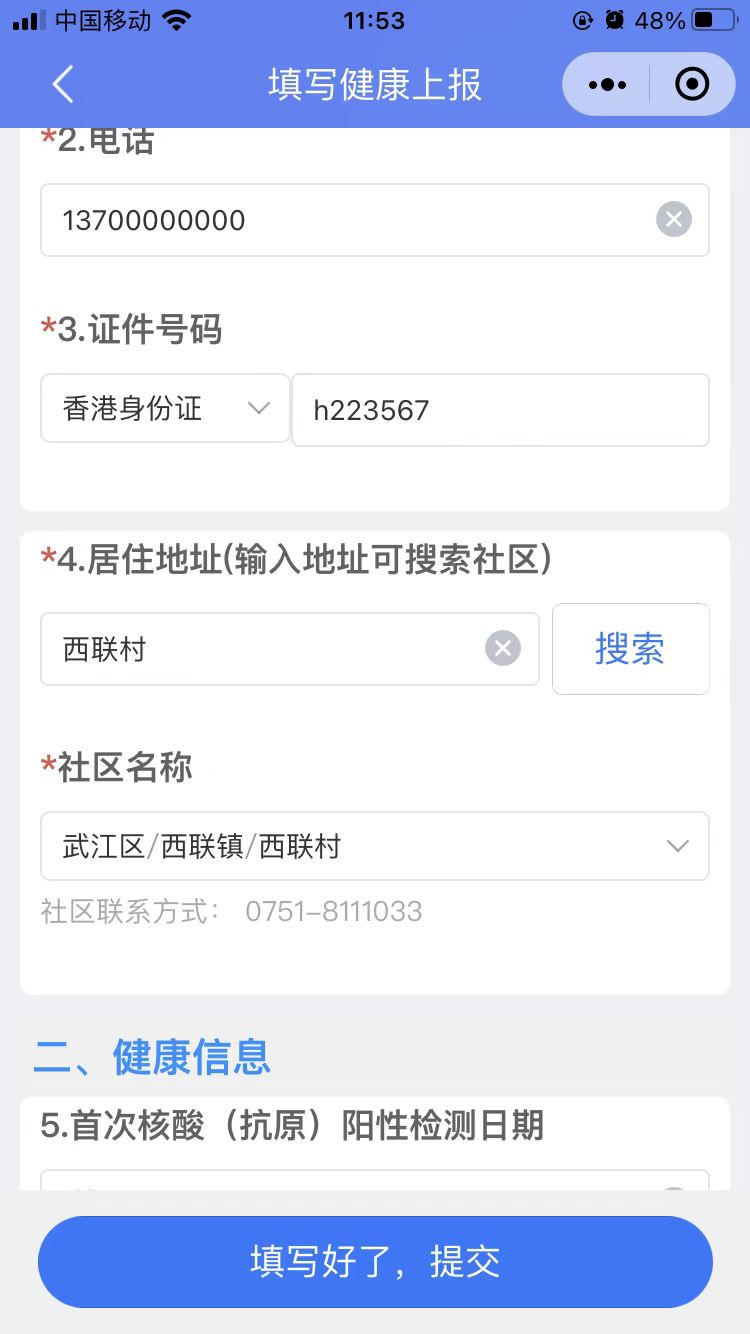 中国移动 11:53 48%
填写健康上报
*2.电话
13700000000
*3.证件号码
香港身份证 h223567
*4.居住地址(输入地址可搜索社区)
西联村 搜索
*社区名称
武江区/西联镇/西联村
社区联系方式： 0751-8111033
二、健康信息
5.首次核酸（抗原）阳性检测日期
填写好了，提交